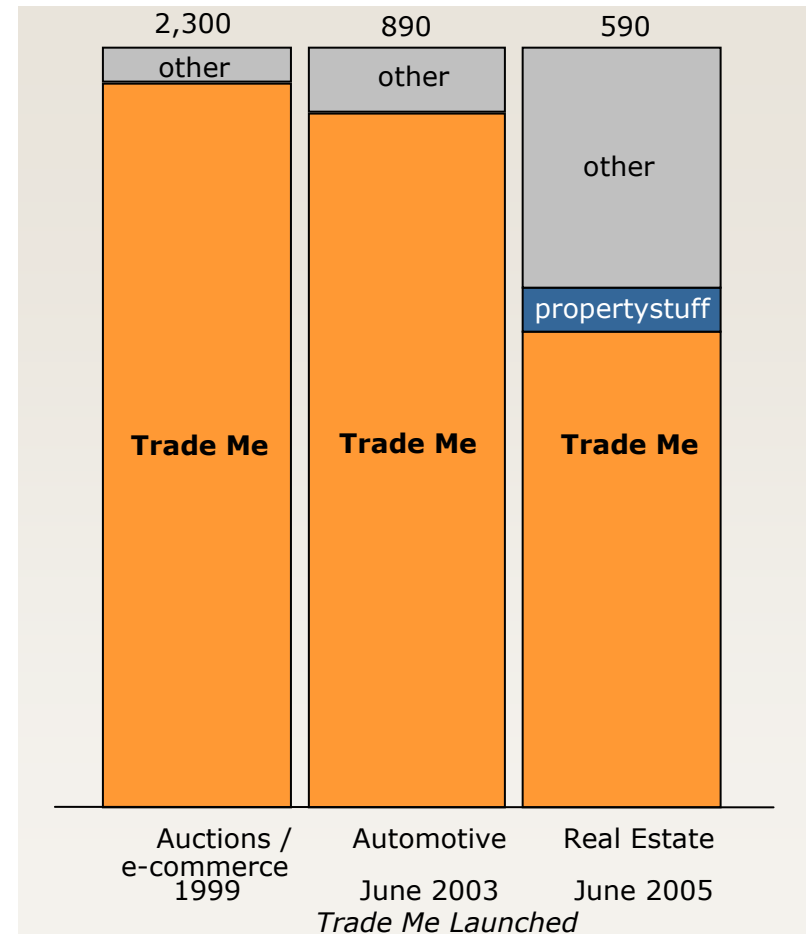 2,300 890 590
other
other
other
propertystuff
Trade Me Trade Me Trade Me
Auctions / Automotive Real Estate
e-commerce
1999 June 2003 June 2005
Trade Me Launched